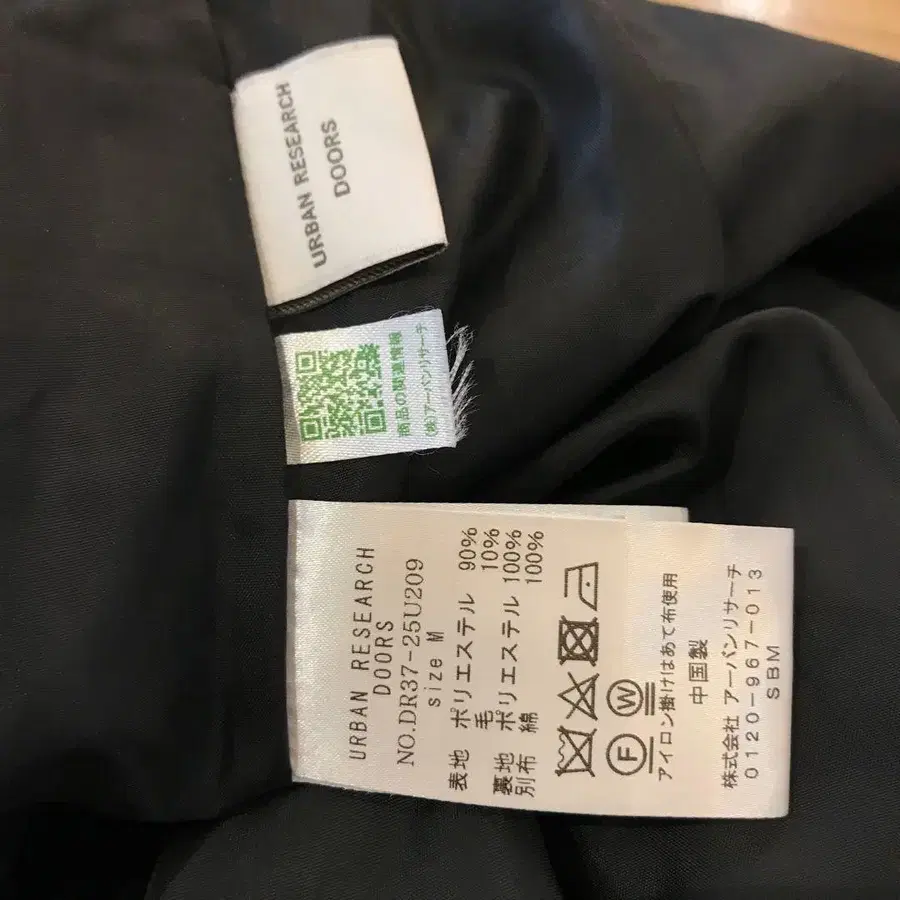 URBAN RESEARCH
DOORS
商品の関連情報
(株)アーバンリサーチ
URBAN RESEARCH
DOORS
NO.DR37-25U209
size M
表地 ポリエステル 90%
毛 10%
裏地 ポリエステル 100%
別布 綿 100%
F W
アイロン掛けはあて布使用
中国製
株式会社 アーバンリサーチ
0120-967-013
SBM